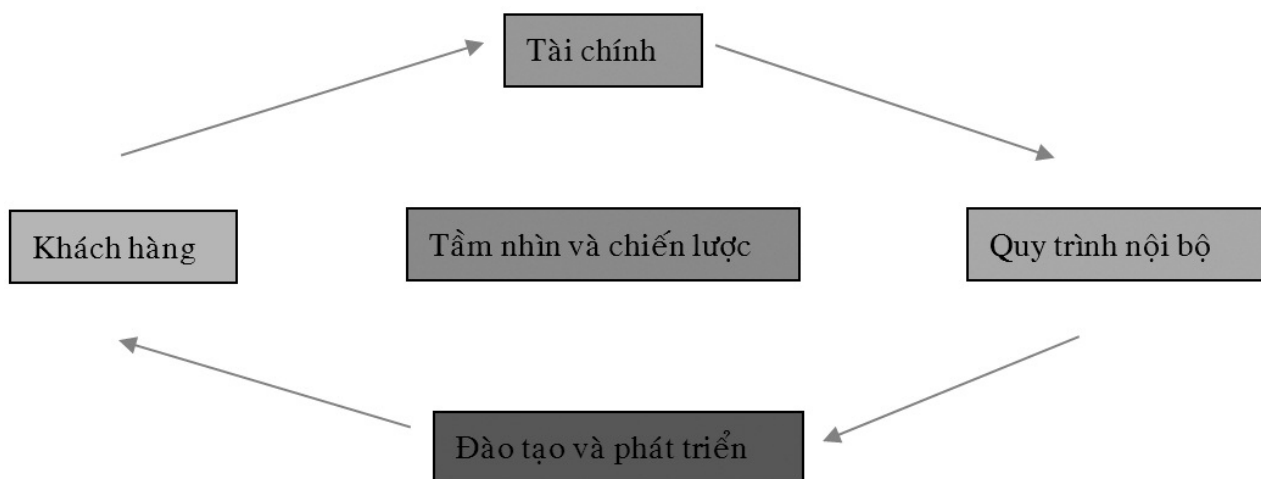 Tài chính
Khách hàng
Tầm nhìn và chiến lược
Quy trình nội bộ
Đào tạo và phát triển